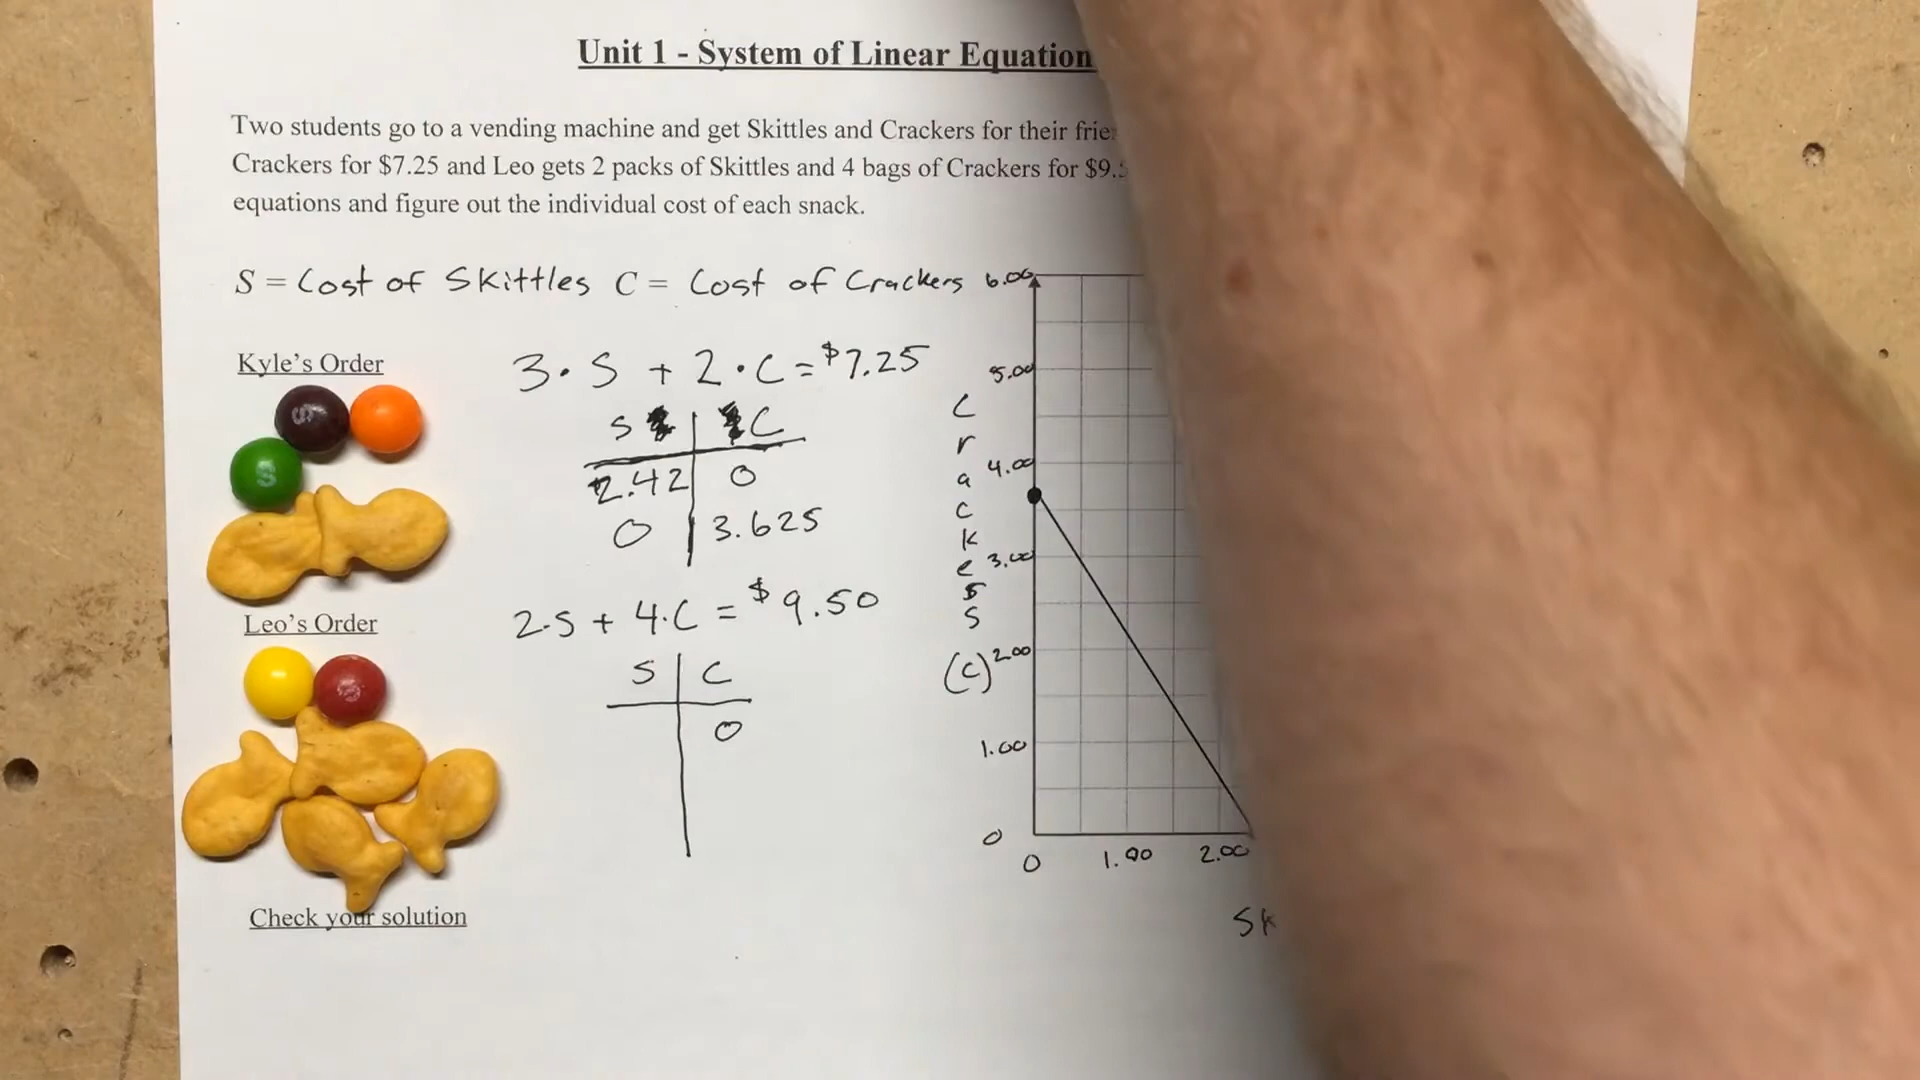 Unit 1 - System of Linear Equation
Two students go to a vending machine and get Skittles and Crackers for their
Crackers for $7.25 and Leo gets 2 packs of Skittles and 4 bags of Crackers for
equations and figure out the individual cost of each snack.
S = Cost of Skittles C = Cost of Crackers
Kyle's Order
3·S + 2·C = $7.25
S C
2.42 0
0 3.625
Leo's Order
2·S + 4·C = $9.50
S C
0
Check your solution
Crackers
(C)
6.00
5.00
4.00
3.00
2.00
1.00
0
0 1.00 2.00
Sk